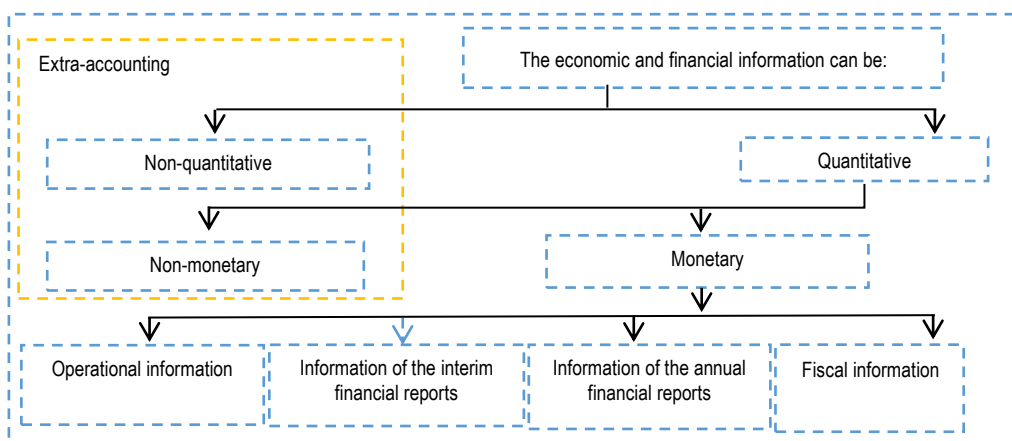 Extra-accounting
The economic and financial information can be:
Non-quantitative
Quantitative
Non-monetary
Monetary
Operational information
Information of the interim
financial reports
Information of the annual
financial reports
Fiscal information